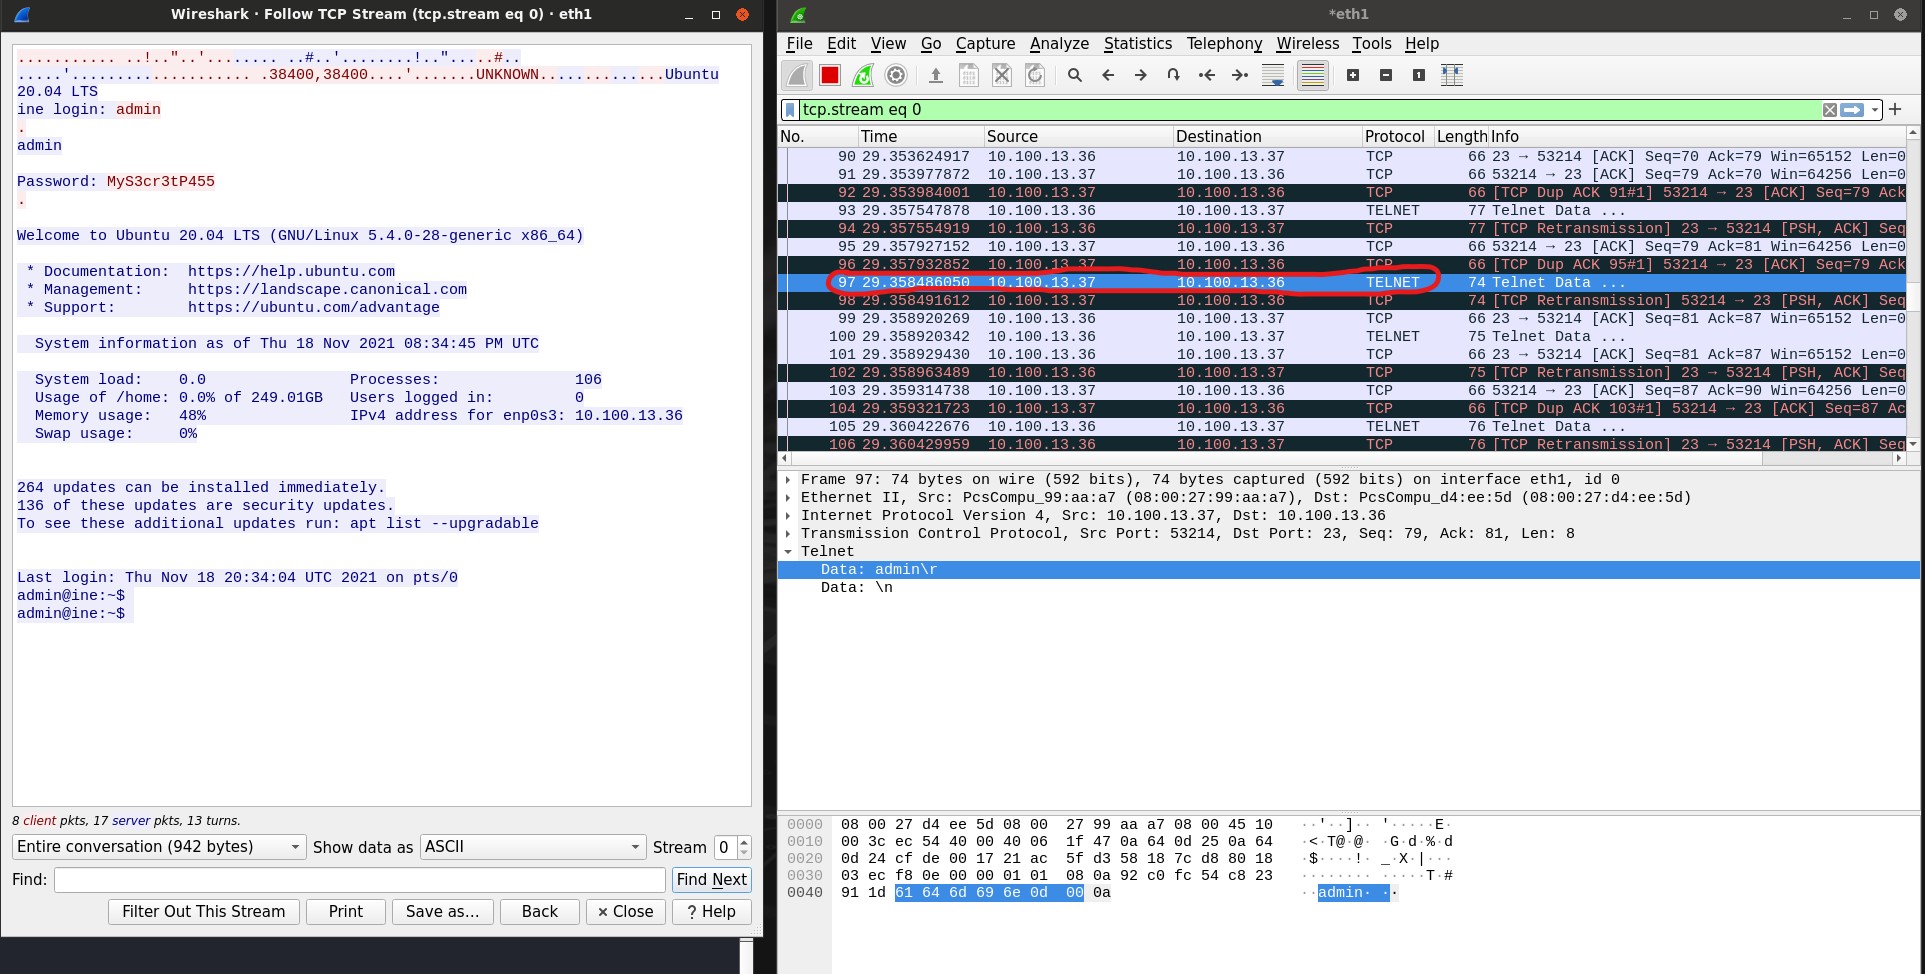 Wireshark · Follow TCP Stream (tcp.stream eq 0) · eth1
........... ..!.."..'........... ..#..'........!..".....#..
.....'..................... .38400,38400....'.......UNKNOWN..............Ubuntu
20.04 LTS
ine login: admin
.
admin
Password: MyS3cr3tP455
.
Welcome to Ubuntu 20.04 LTS (GNU/Linux 5.4.0-28-generic x86_64)
* Documentation: https://help.ubuntu.com
* Management: https://landscape.canonical.com
* Support: https://ubuntu.com/advantage
System information as of Thu 18 Nov 2021 08:34:45 PM UTC
System load: 0.0 Processes: 106
Usage of /home: 0.0% of 249.01GB Users logged in: 0
Memory usage: 48% IPv4 address for enp0s3: 10.100.13.36
Swap usage: 0%
264 updates can be installed immediately.
136 of these updates are security updates.
To see these additional updates run: apt list --upgradable
Last login: Thu Nov 18 20:34:04 UTC 2021 on pts/0
admin@ine:~$
admin@ine:~$
8 client pkts, 17 server pkts, 13 turns.
Entire conversation (942 bytes) Show data as ASCII Stream 0
Find: Find Next
Filter Out This Stream Print Save as... Back × Close ? Help
*eth1
File Edit View Go Capture Analyze Statistics Telephony Wireless Tools Help
tcp.stream eq 0
No. Time Source Destination Protocol Length Info
90 29.353624917 10.100.13.36 10.100.13.37 TCP 66 23 → 53214 [ACK] Seq=70 Ack=79 Win=65152 Len=0
91 29.353977872 10.100.13.37 10.100.13.36 TCP 66 53214 → 23 [ACK] Seq=79 Ack=70 Win=64256 Len=0
92 29.353984001 10.100.13.37 10.100.13.36 TCP 66 [TCP Dup ACK 91#1] 53214 → 23 [ACK] Seq=79 Ack
93 29.357547878 10.100.13.36 10.100.13.37 TELNET 77 Telnet Data ...
94 29.357554919 10.100.13.36 10.100.13.37 TCP 77 [TCP Retransmission] 23 → 53214 [PSH, ACK] Seq
95 29.357927152 10.100.13.37 10.100.13.36 TCP 66 53214 → 23 [ACK] Seq=79 Ack=81 Win=64256 Len=0
96 29.357932852 10.100.13.37 10.100.13.36 TCP 66 [TCP Dup ACK 95#1] 53214 → 23 [ACK] Seq=79 Ack
97 29.358486050 10.100.13.37 10.100.13.36 TELNET 74 Telnet Data ...
98 29.358491612 10.100.13.37 10.100.13.36 TCP 74 [TCP Retransmission] 53214 → 23 [PSH, ACK] Seq
99 29.358920269 10.100.13.36 10.100.13.37 TCP 66 23 → 53214 [ACK] Seq=81 Ack=87 Win=65152 Len=0
100 29.358920342 10.100.13.36 10.100.13.37 TELNET 75 Telnet Data ...
101 29.358929430 10.100.13.36 10.100.13.37 TCP 66 23 → 53214 [ACK] Seq=81 Ack=87 Win=65152 Len=0
102 29.358963489 10.100.13.36 10.100.13.37 TCP 75 [TCP Retransmission] 23 → 53214 [PSH, ACK] Seq
103 29.359314738 10.100.13.37 10.100.13.36 TCP 66 53214 → 23 [ACK] Seq=87 Ack=90 Win=64256 Len=0
104 29.359321723 10.100.13.37 10.100.13.36 TCP 66 [TCP Dup ACK 103#1] 53214 → 23 [ACK] Seq=87 Ac
105 29.360422676 10.100.13.36 10.100.13.37 TELNET 76 Telnet Data ...
106 29.360429959 10.100.13.36 10.100.13.37 TCP 76 [TCP Retransmission] 23 → 53214 [PSH, ACK] Seq
Frame 97: 74 bytes on wire (592 bits), 74 bytes captured (592 bits) on interface eth1, id 0
Ethernet II, Src: PcsCompu_99:aa:a7 (08:00:27:99:aa:a7), Dst: PcsCompu_d4:ee:5d (08:00:27:d4:ee:5d)
Internet Protocol Version 4, Src: 10.100.13.37, Dst: 10.100.13.36
Transmission Control Protocol, Src Port: 53214, Dst Port: 23, Seq: 79, Ack: 81, Len: 8
Telnet
Data: admin\r
Data: \n
0000 08 00 27 d4 ee 5d 08 00 27 99 aa a7 08 00 45 10 ··'··]·· '·····E·
0010 00 3c ec 54 40 00 40 06 1f 47 0a 64 0d 25 0a 64 ·<·T@·@· ·G·d·%·d
0020 0d 24 cf de 00 17 21 ac 5f d3 58 18 7c d8 80 18 ·$····!· _·X·|···
0030 03 ec f8 0e 00 00 01 01 08 0a 92 c0 fc 54 c8 23 ········ ·····T·#
0040 91 1d 61 64 6d 69 6e 0d 00 0a ··admin· ··